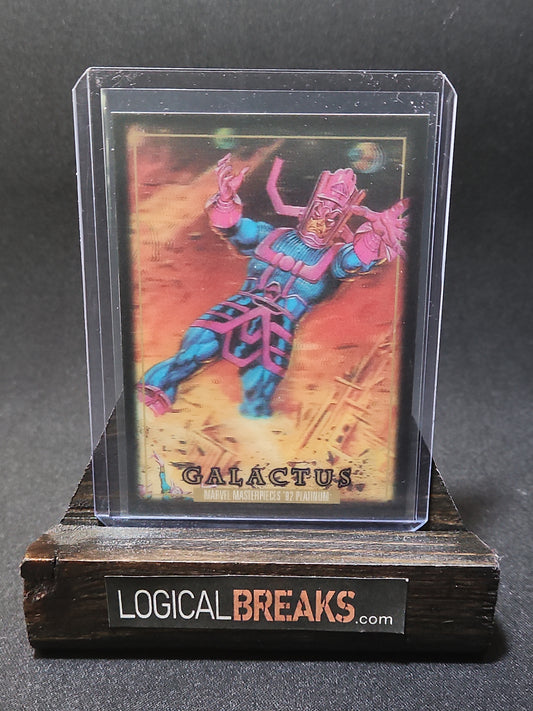 GALACTUS
MARVEL MASTERPIECES '92 PLATINUM
LOGICALBREAKS.com